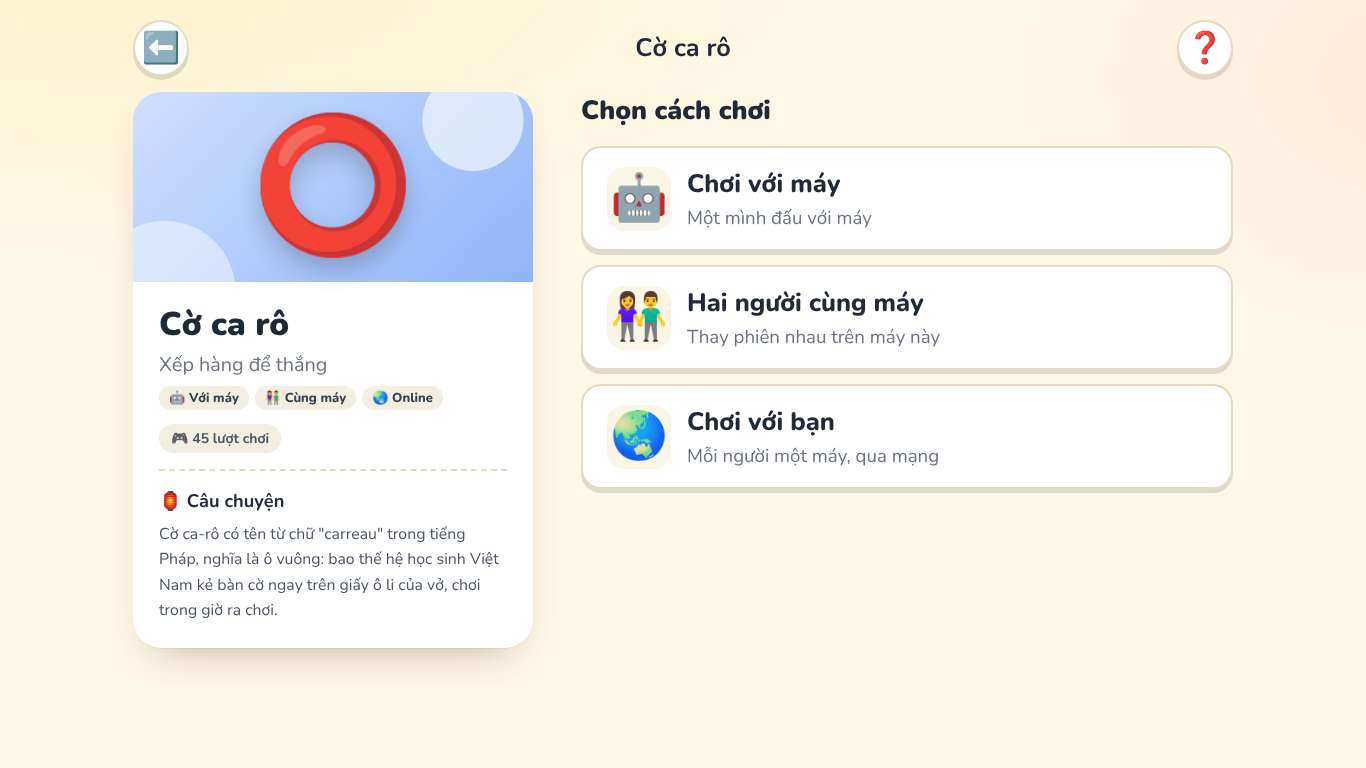 Cờ ca rô
Cờ ca rô
Xếp hàng để thắng
Với máy
Cùng máy
Online
45 lượt chơi
Câu chuyện
Cờ ca-rô có tên từ chữ "carreau" trong tiếng
Pháp, nghĩa là ô vuông: bao thế hệ học sinh Việt
Nam kẻ bàn cờ ngay trên giấy ô li của vở, chơi
trong giờ ra chơi.
Chọn cách chơi
Chơi với máy
Một mình đấu với máy
Hai người cùng máy
Thay phiên nhau trên máy này
Chơi với bạn
Mỗi người một máy, qua mạng